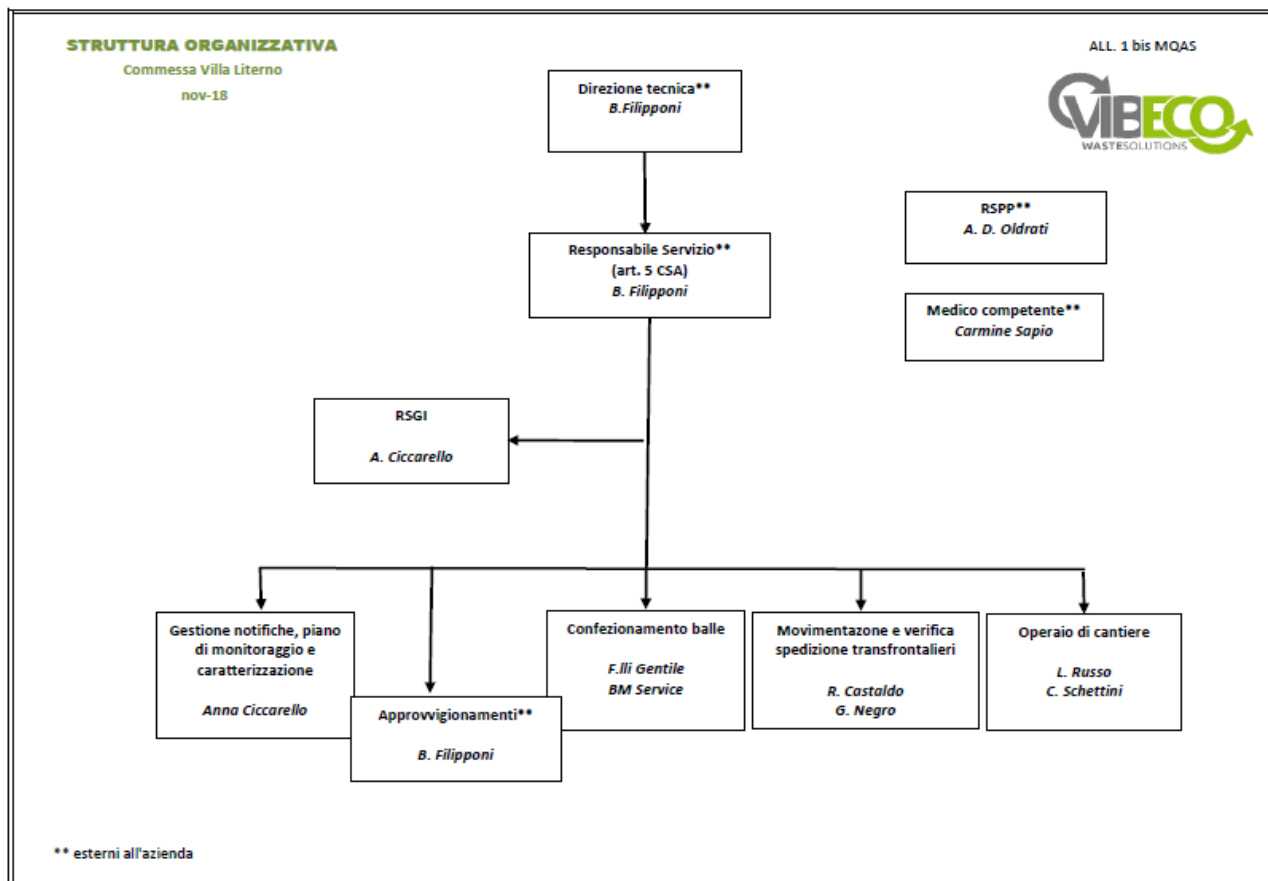 STRUTTURA ORGANIZZATIVA
Commessa Villa Literno
nov-18
ALL. 1 bis MQAS
VIBECO
WASTESOLUTIONS
Direzione tecnica**
B.Filipponi
RSPP**
A. D. Oldrati
Responsabile Servizio**
(art. 5 CSA)
B. Filipponi
Medico competente**
Carmine Sapio
RSGI
A. Ciccarello
Gestione notifiche, piano
di monitoraggio e
caratterizzazione
Anna Ciccarello
Approvvigionamenti**
B. Filipponi
Confezionamento balle
F.lli Gentile
BM Service
Movimentazone e verifica
spedizione transfrontalieri
R. Castaldo
G. Negro
Operaio di cantiere
L. Russo
C. Schettini
** esterni all'azienda